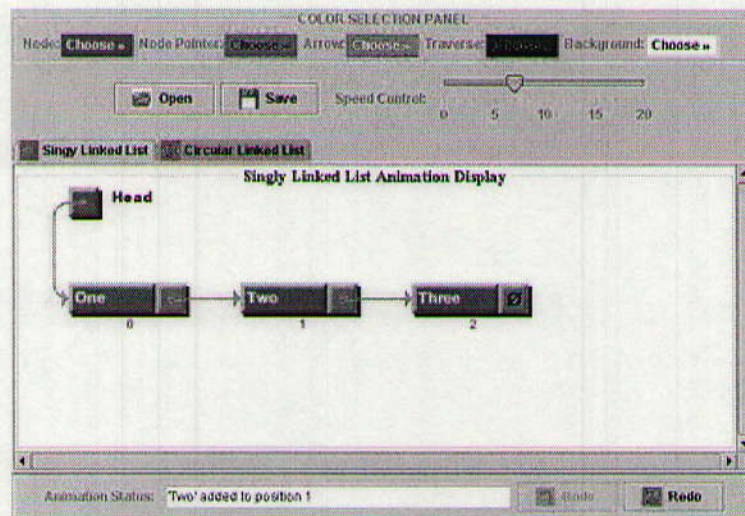 COLOR SELECTION PANEL
Node: Choose » Node Pointer: Choose » Arrow: Choose » Traverse: Choose » Background: Choose »
Open Save Speed Control:
0 5 10 15 20
Singy Linked List Circular Linked List
Singly Linked List Animation Display
Head
One Two Three
0 1 2
Animation Status: 'Two' added to position 1 Redo